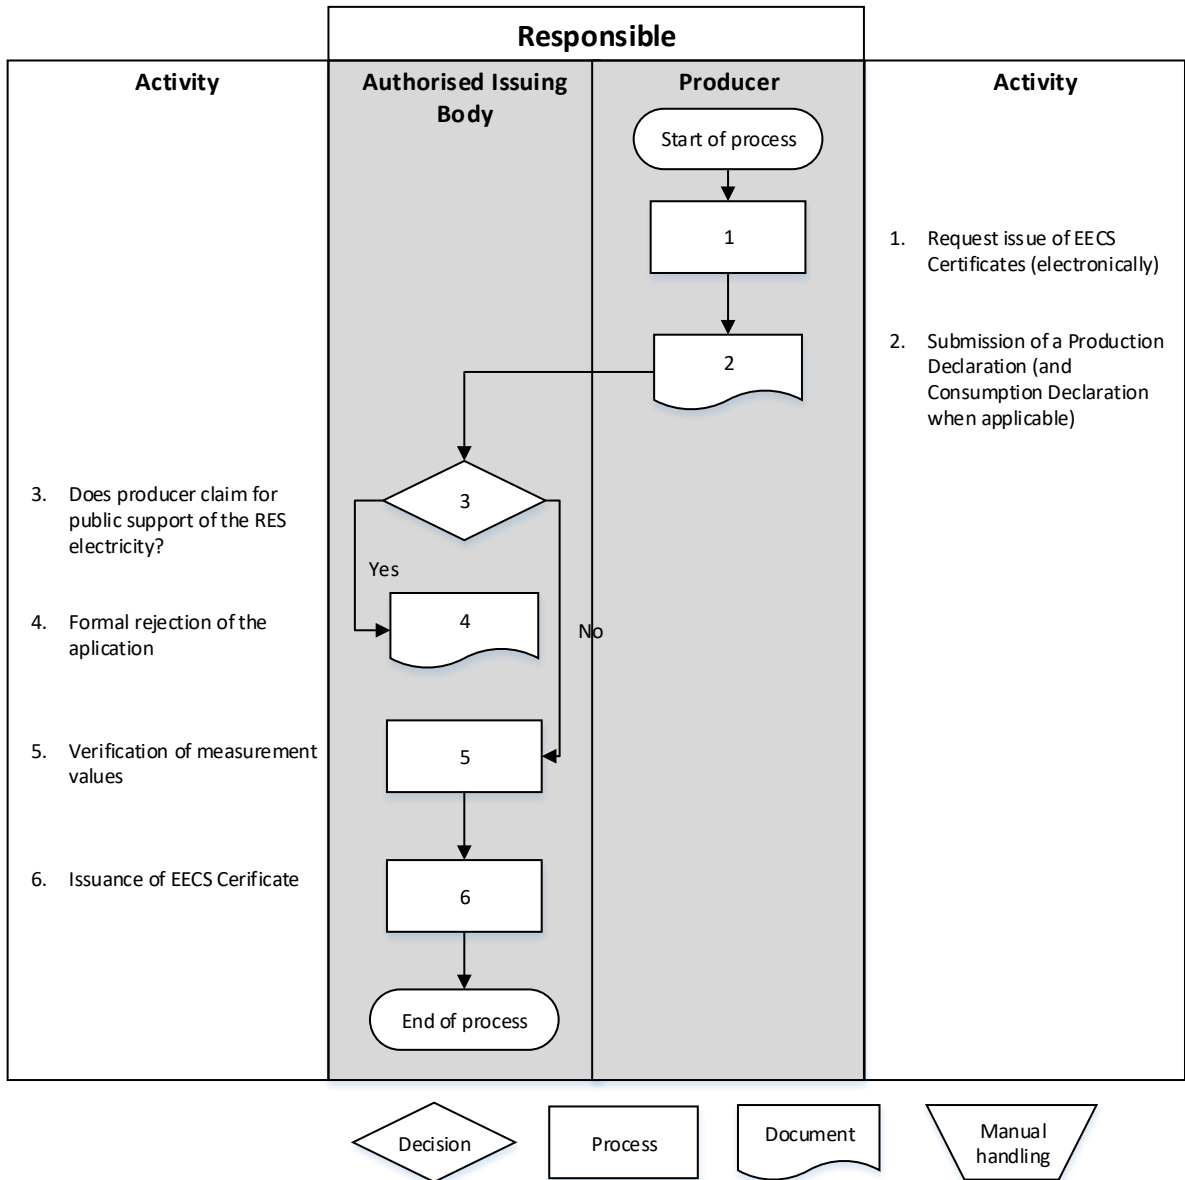 Responsible
Activity
Authorised Issuing
Body
Producer
Activity
Start of process
1
1. Request issue of EECS
Certificates (electronically)
2
2. Submission of a Production
Declaration (and
Consumption Declaration
when applicable)
3. Does producer claim for
public support of the RES
electricity?
3
Yes
4. Formal rejection of the
aplication
4
No
5. Verification of measurement
values
5
6. Issuance of EECS Cerificate
6
End of process
Decision
Process
Document
Manual
handling